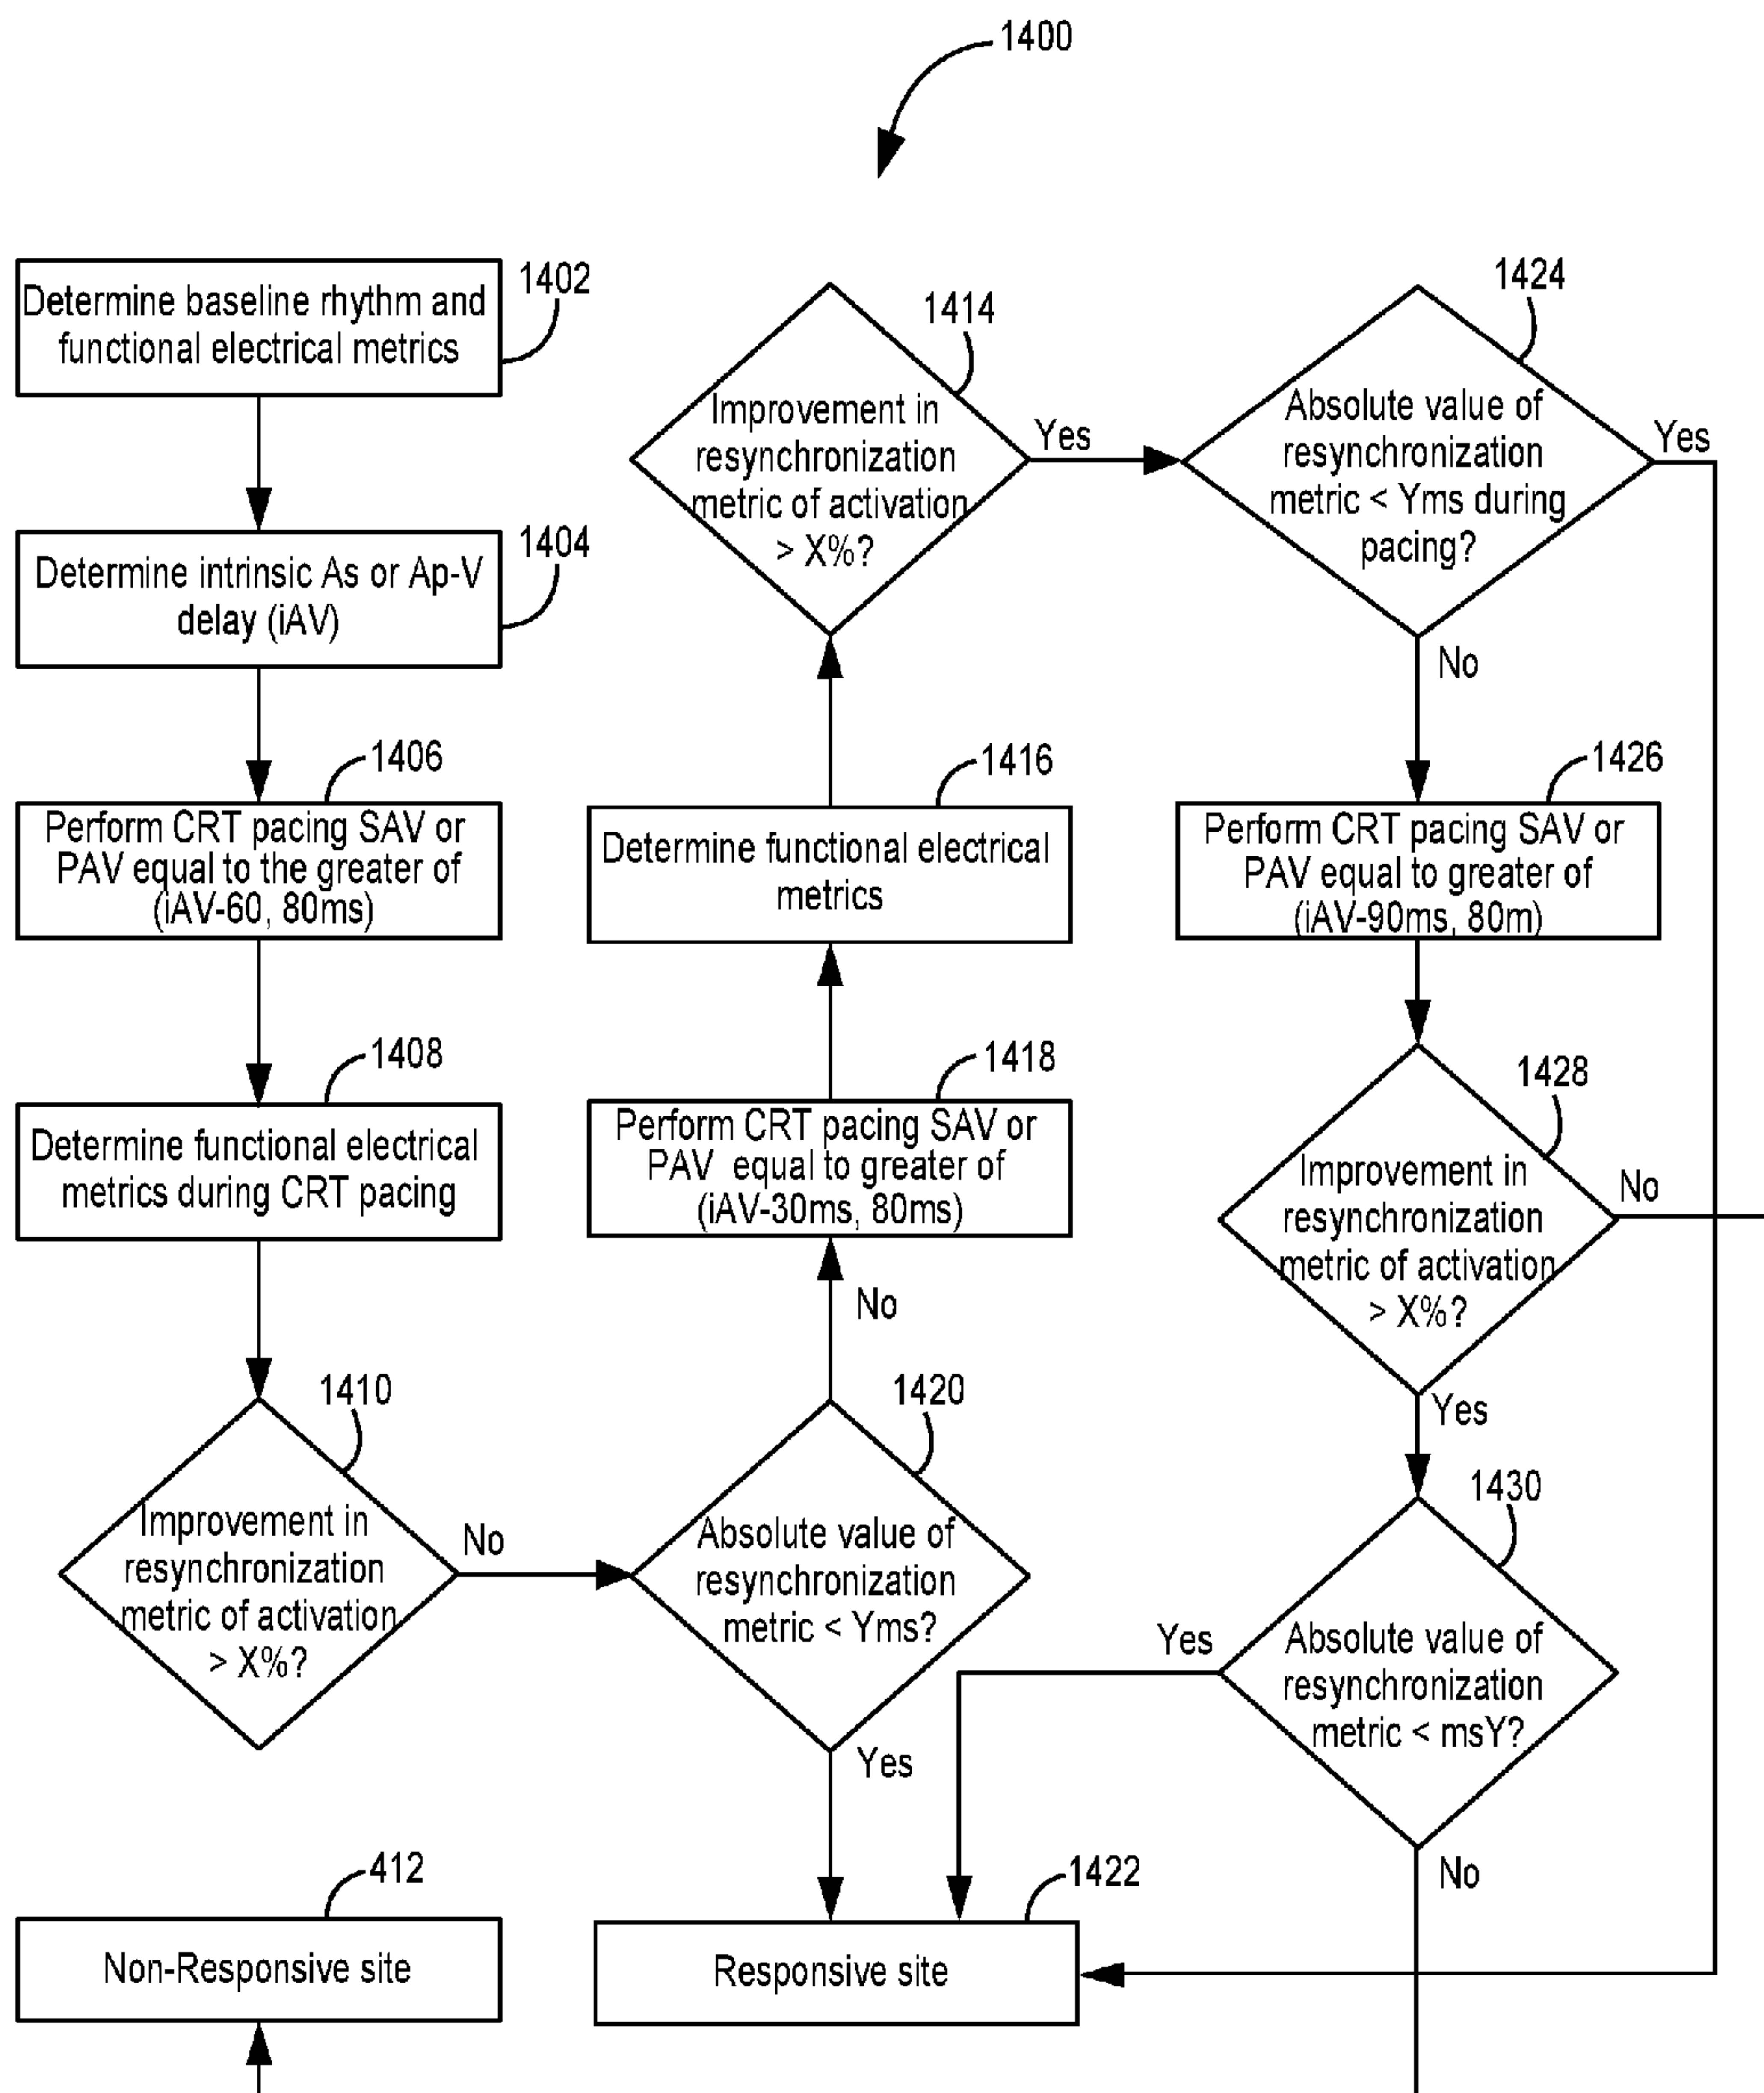 1400
Determine baseline rhythm and
functional electrical metrics
1402
Determine intrinsic As or Ap-V
delay (iAV)
1404
1406
Perform CRT pacing SAV or
PAV equal to the greater of
(iAV-60, 80ms)
1408
Determine functional electrical
metrics during CRT pacing
1410
Improvement in
resynchronization
metric of activation
> X%?
No
412
Non-Responsive site
1414
Improvement in
resynchronization
metric of activation
> X%?
Yes
1416
Determine functional electrical
metrics
1418
Perform CRT pacing SAV or
PAV equal to greater of
(iAV-30ms, 80ms)
No
1420
Absolute value of
resynchronization
metric < Yms?
Yes
1422
Responsive site
1424
Absolute value of
resynchronization
metric < Yms during
pacing?
Yes
No
1426
Perform CRT pacing SAV or
PAV equal to greater of
(iAV-90ms, 80m)
1428
Improvement in
resynchronization
metric of activation
> X%?
No
Yes
1430
Absolute value of
resynchronization
metric < msY?
Yes
No